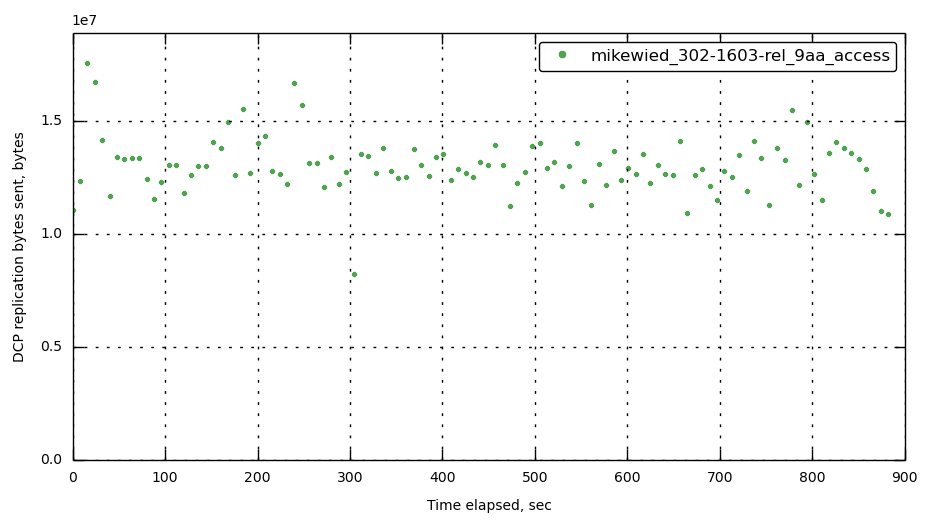 1e7
mikewied_302-1603-rel_9aa_access
1.5
1.0
0.5
0.0
DCP replication bytes sent, bytes
0 100 200 300 400 500 600 700 800 900
Time elapsed, sec